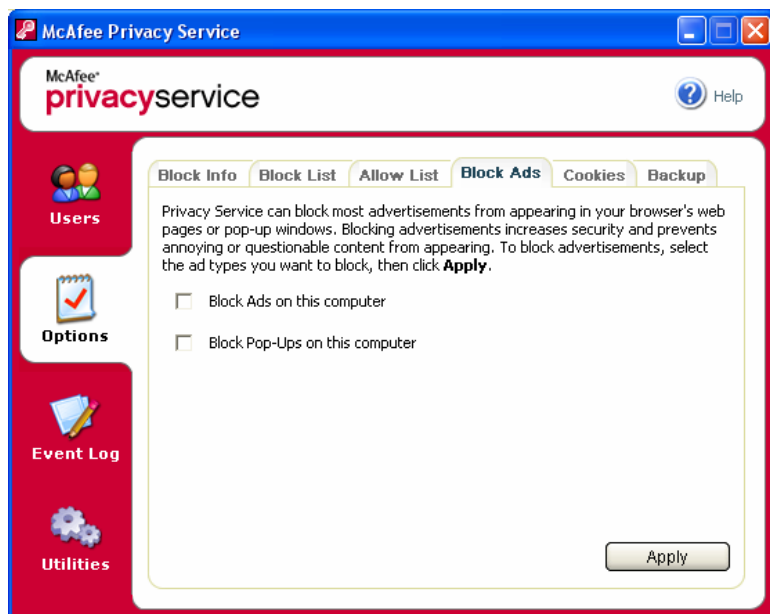 McAfee Privacy Service
McAfee®
privacyservice
Help
Users
Options
Event Log
Utilities
Block Info
Block List
Allow List
Block Ads
Cookies
Backup
Privacy Service can block most advertisements from appearing in your browser's web
pages or pop-up windows. Blocking advertisements increases security and prevents
annoying or questionable content from appearing. To block advertisements, select
the ad types you want to block, then click Apply.
Block Ads on this computer
Block Pop-Ups on this computer
Apply